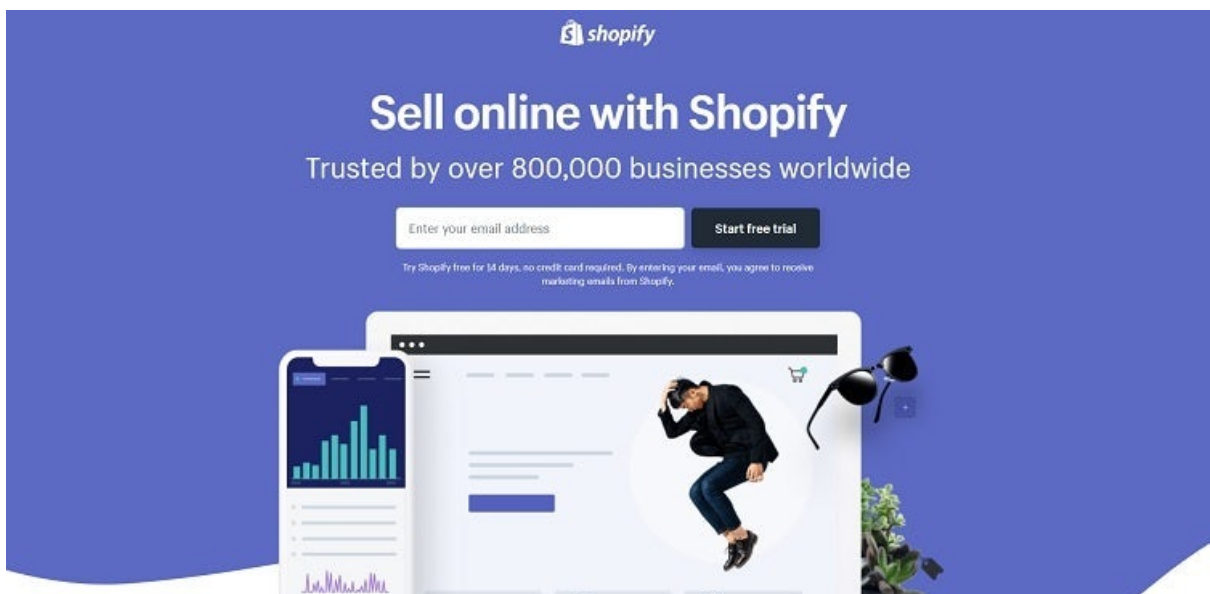 shopify
Sell online with Shopify
Trusted by over 800,000 businesses worldwide
Enter your email address
Start free trial
Try Shopify free for 14 days, no credit card required. By entering your email, you agree to receive
marketing emails from Shopify.